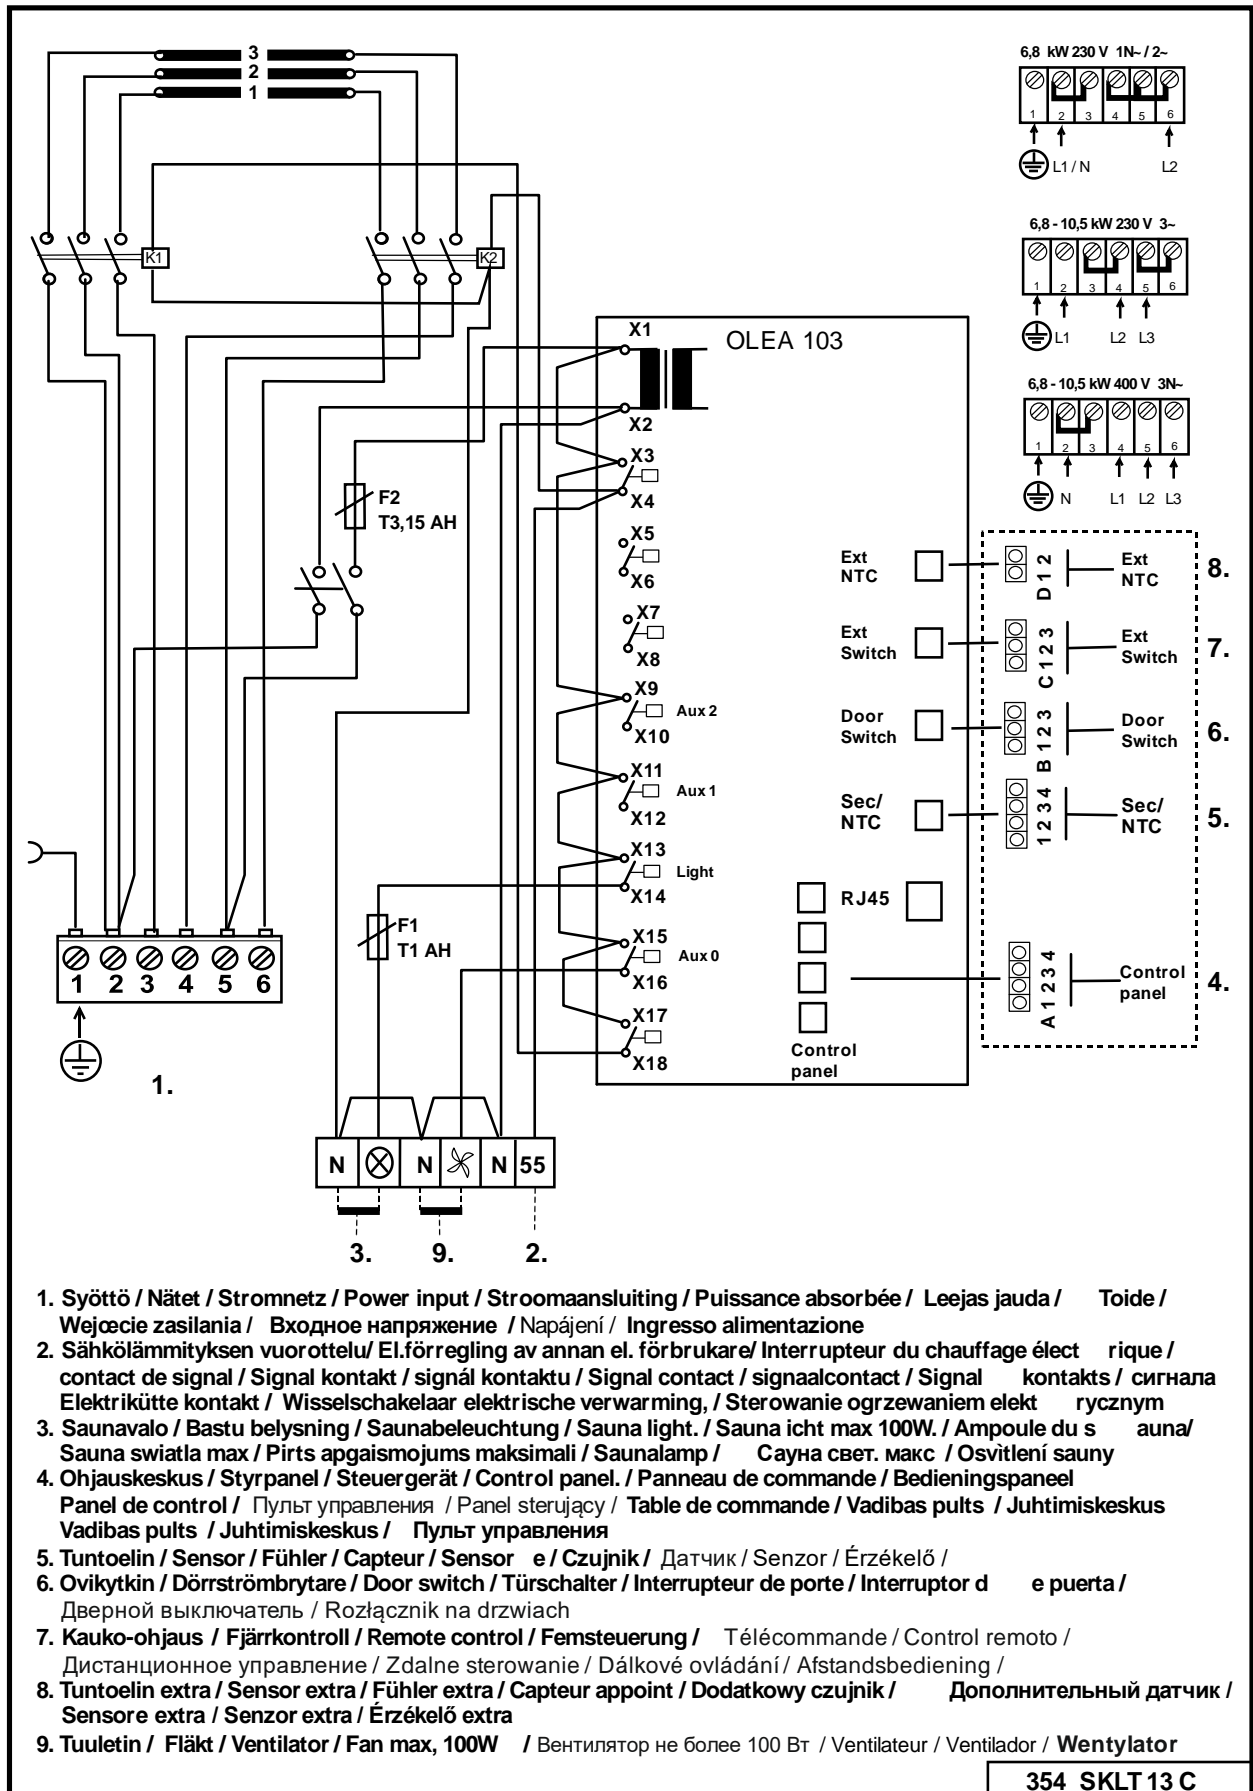 3
2
1
K1
K2
6,8 kW 230 V 1N~ / 2~
1 2 3 4 5 6
L1 / N L2
6,8 - 10,5 kW 230 V 3~
1 2 3 4 5 6
L1 L2 L3
6,8 - 10,5 kW 400 V 3N~
1 2 3 4 5 6
N L1 L2 L3
OLEA 103
X1
X2
X3
X4
X5
X6
X7
X8
X9
Aux 2
X10
X11
Aux 1
X12
X13
Light
X14
X15
Aux 0
X16
X17
X18
F2
T3,15 AH
F1
T1 AH
Ext
NTC
Ext
Switch
Door
Switch
Sec/
NTC
RJ45
Control
panel
D 1 2
Ext
NTC
8.
C 1 2 3
Ext
Switch
7.
B 1 2 3
Door
Switch
6.
1 2 3 4
Sec/
NTC
5.
A 1 2 3 4
Control
panel
4.
1 2 3 4 5 6
1.
N N N 55
3. 9. 2.
1. Syöttö / Nätet / Stromnetz / Power input / Stroomaansluiting / Puissance absorbée / Leejas jauda / Toide /
Wejœcie zasilania / Входное напряжение / Napájení / Ingresso alimentazione
2. Sähkölämmityksen vuorottelu/ El.förregling av annan el. förbrukare/ Interrupteur du chauffage élect rique /
contact de signal / Signal kontakt / signál kontaktu / Signal contact / signaalcontact / Signal kontakts / сигнала
Elektrikütte kontakt / Wisselschakelaar elektrische verwarming, / Sterowanie ogrzewaniem elekt rycznym
3. Saunavalo / Bastu belysning / Saunabeleuchtung / Sauna light. / Sauna icht max 100W. / Ampoule du s auna/
Sauna swiatla max / Pirts apgaismojums maksimali / Saunalamp / Сауна свет. макс / Osvìtlení sauny
4. Ohjauskeskus / Styrpanel / Steuergerät / Control panel. / Panneau de commande / Bedieningspaneel
Panel de control / Пульт управления / Panel sterujący / Table de commande / Vadibas pults / Juhtimiskeskus
Vadibas pults / Juhtimiskeskus / Пульт управления
5. Tuntoelin / Sensor / Fühler / Capteur / Sensor e / Czujnik / Датчик / Senzor / Érzékelő /
6. Ovikytkin / Dörrströmbrytare / Door switch / Türschalter / Interrupteur de porte / Interruptor d e puerta /
Дверной выключатель / Rozłącznik na drzwiach
7. Kauko-ohjaus / Fjärrkontroll / Remote control / Femsteuerung / Télécommande / Control remoto /
Дистанционное управление / Zdalne sterowanie / Dálkové ovládání / Afstandsbediening /
8. Tuntoelin extra / Sensor extra / Fühler extra / Capteur appoint / Dodatkowy czujnik / Дополнительный датчик /
Sensore extra / Senzor extra / Érzékelő extra
9. Tuuletin / Fläkt / Ventilator / Fan max, 100W / Вентилятор не более 100 Вт / Ventilateur / Ventilador / Wentylator
354 SKLT 13 C